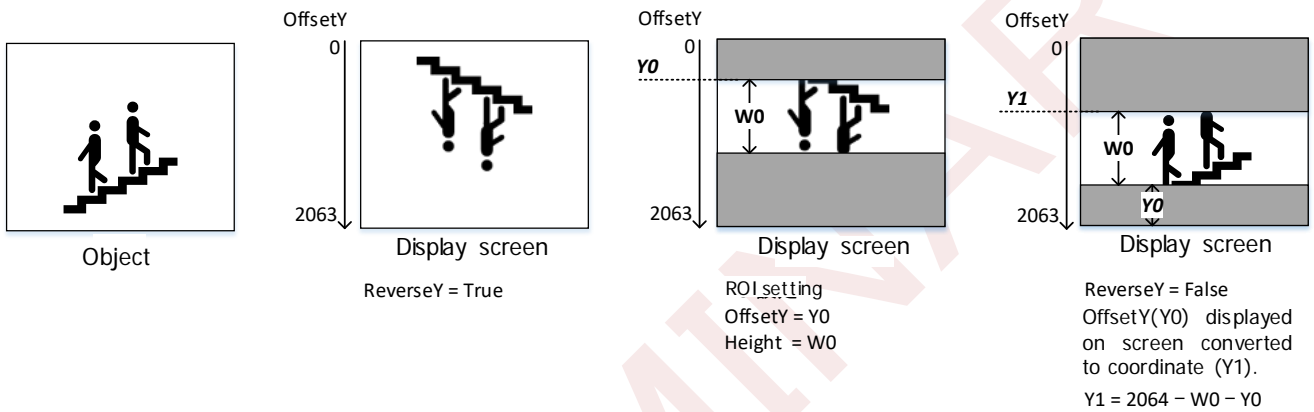 OffsetY
0
2063
OffsetY
0
Y0
W0
2063
OffsetY
0
Y1
W0
Y0
2063
Object
Display screen
Display screen
Display screen
ReverseY = True
ROI setting
OffsetY = Y0
Height = W0
ReverseY = False
OffsetY(Y0) displayed
on screen converted
to coordinate (Y1).
Y1 = 2064 − W0 − Y0